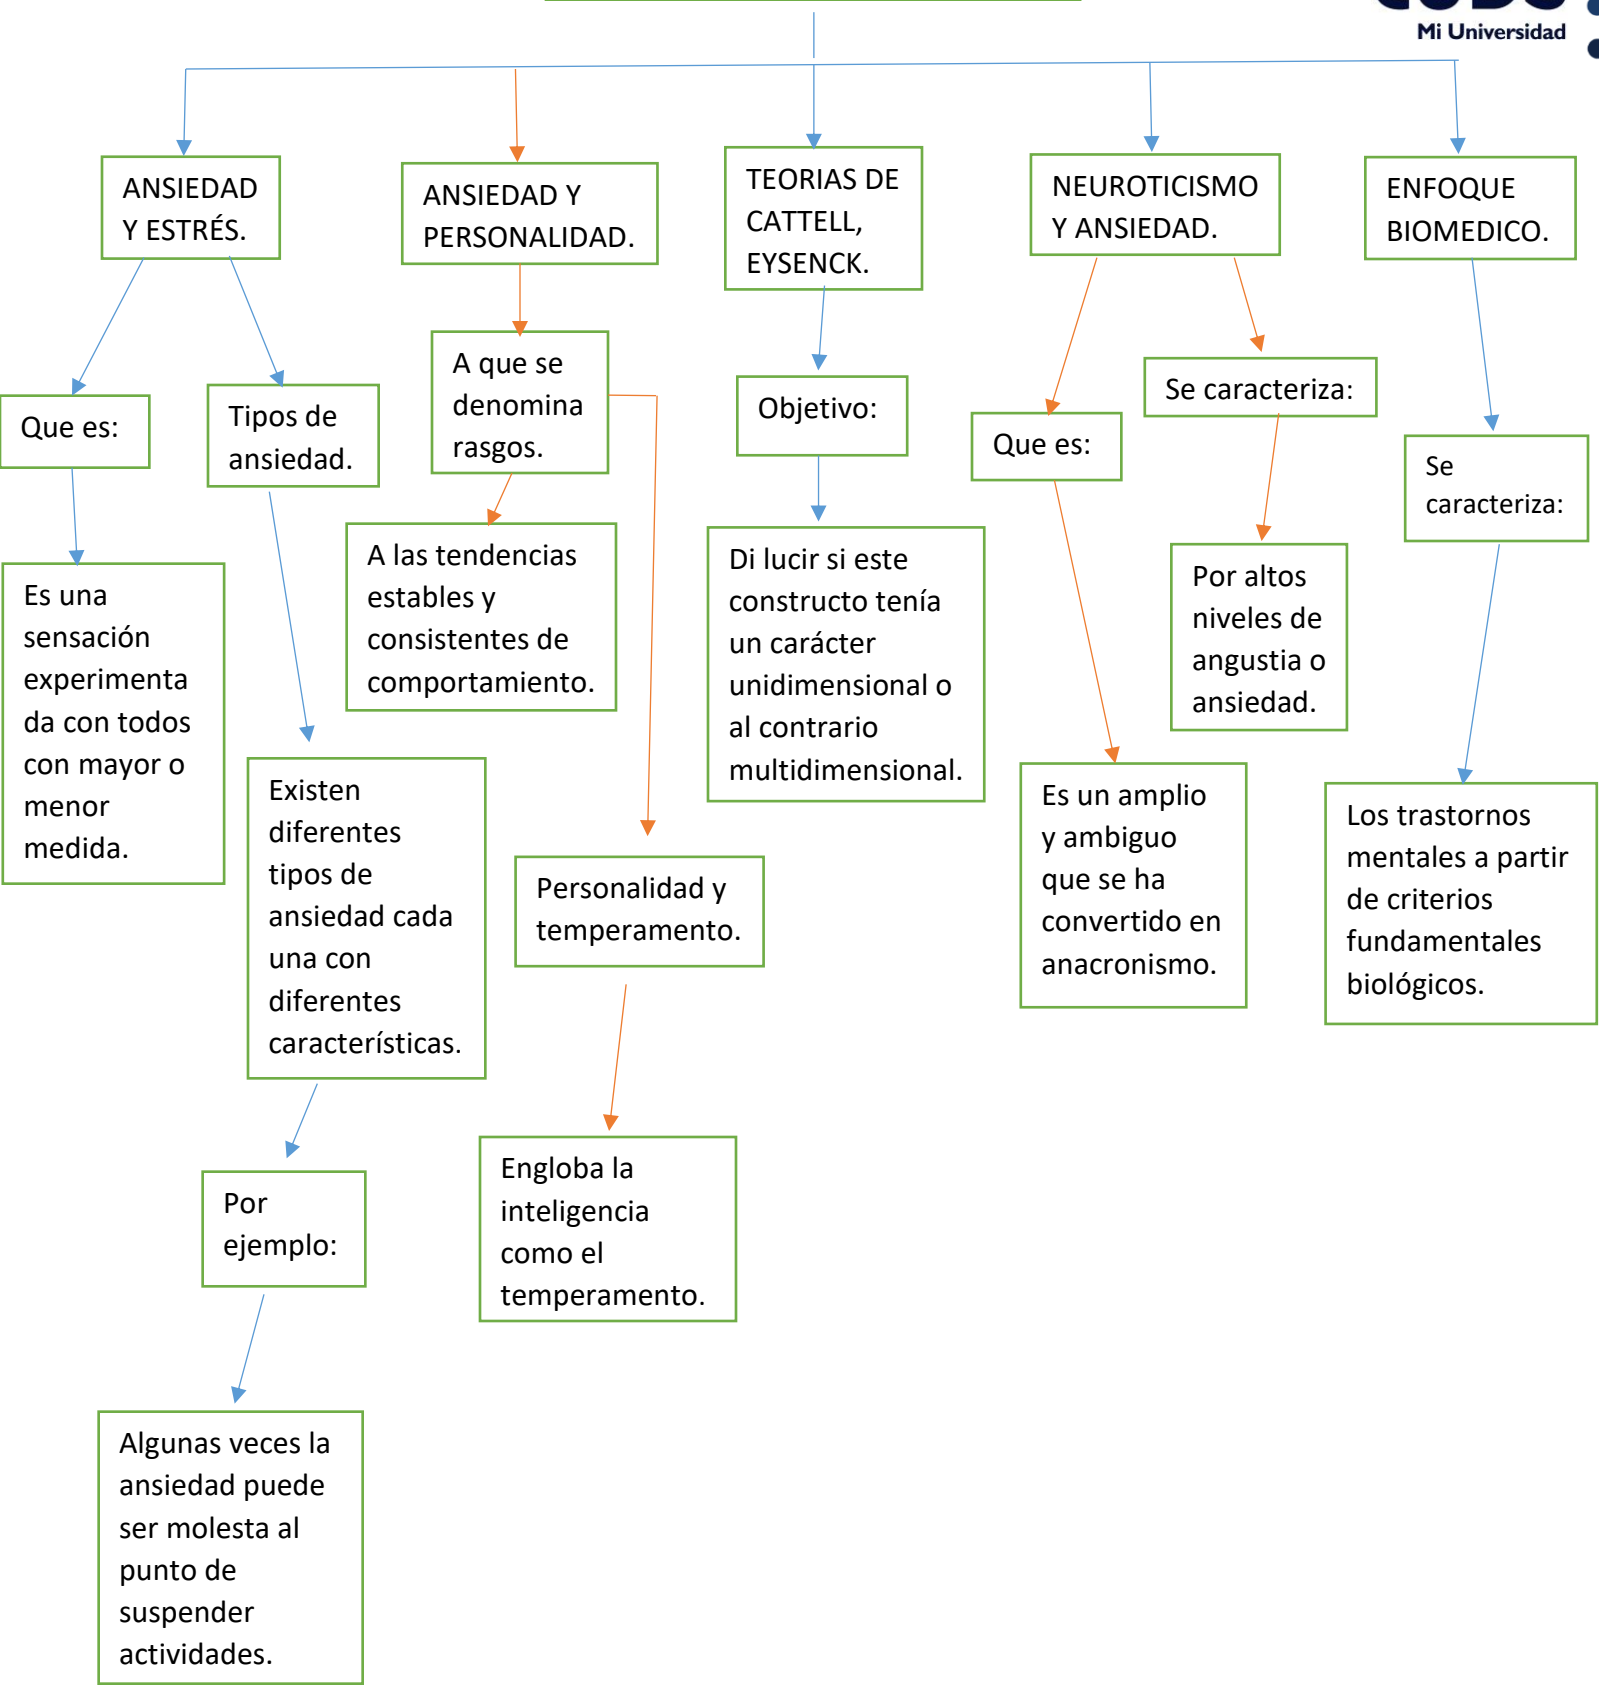 Mi Universidad
ANSIEDAD
Y ESTRÉS.
ANSIEDAD Y
PERSONALIDAD.
TEORIAS DE
CATTELL,
EYSENCK.
NEUROTICISMO
Y ANSIEDAD.
ENFOQUE
BIOMEDICO.
Que es:
Tipos de
ansiedad.
A que se
denomina
rasgos.
Objetivo:
Que es:
Se caracteriza:
Se
caracteriza:
Es una
sensación
experimenta
da con todos
con mayor o
menor
medida.
A las tendencias
estables y
consistentes de
comportamiento.
Di lucir si este
constructo tenía
un carácter
unidimensional o
al contrario
multidimensional.
Por altos
niveles de
angustia o
ansiedad.
Existen
diferentes
tipos de
ansiedad cada
una con
diferentes
características.
Personalidad y
temperamento.
Es un amplio
y ambiguo
que se ha
convertido en
anacronismo.
Los trastornos
mentales a partir
de criterios
fundamentales
biológicos.
Por
ejemplo:
Engloba la
inteligencia
como el
temperamento.
Algunas veces la
ansiedad puede
ser molesta al
punto de
suspender
actividades.